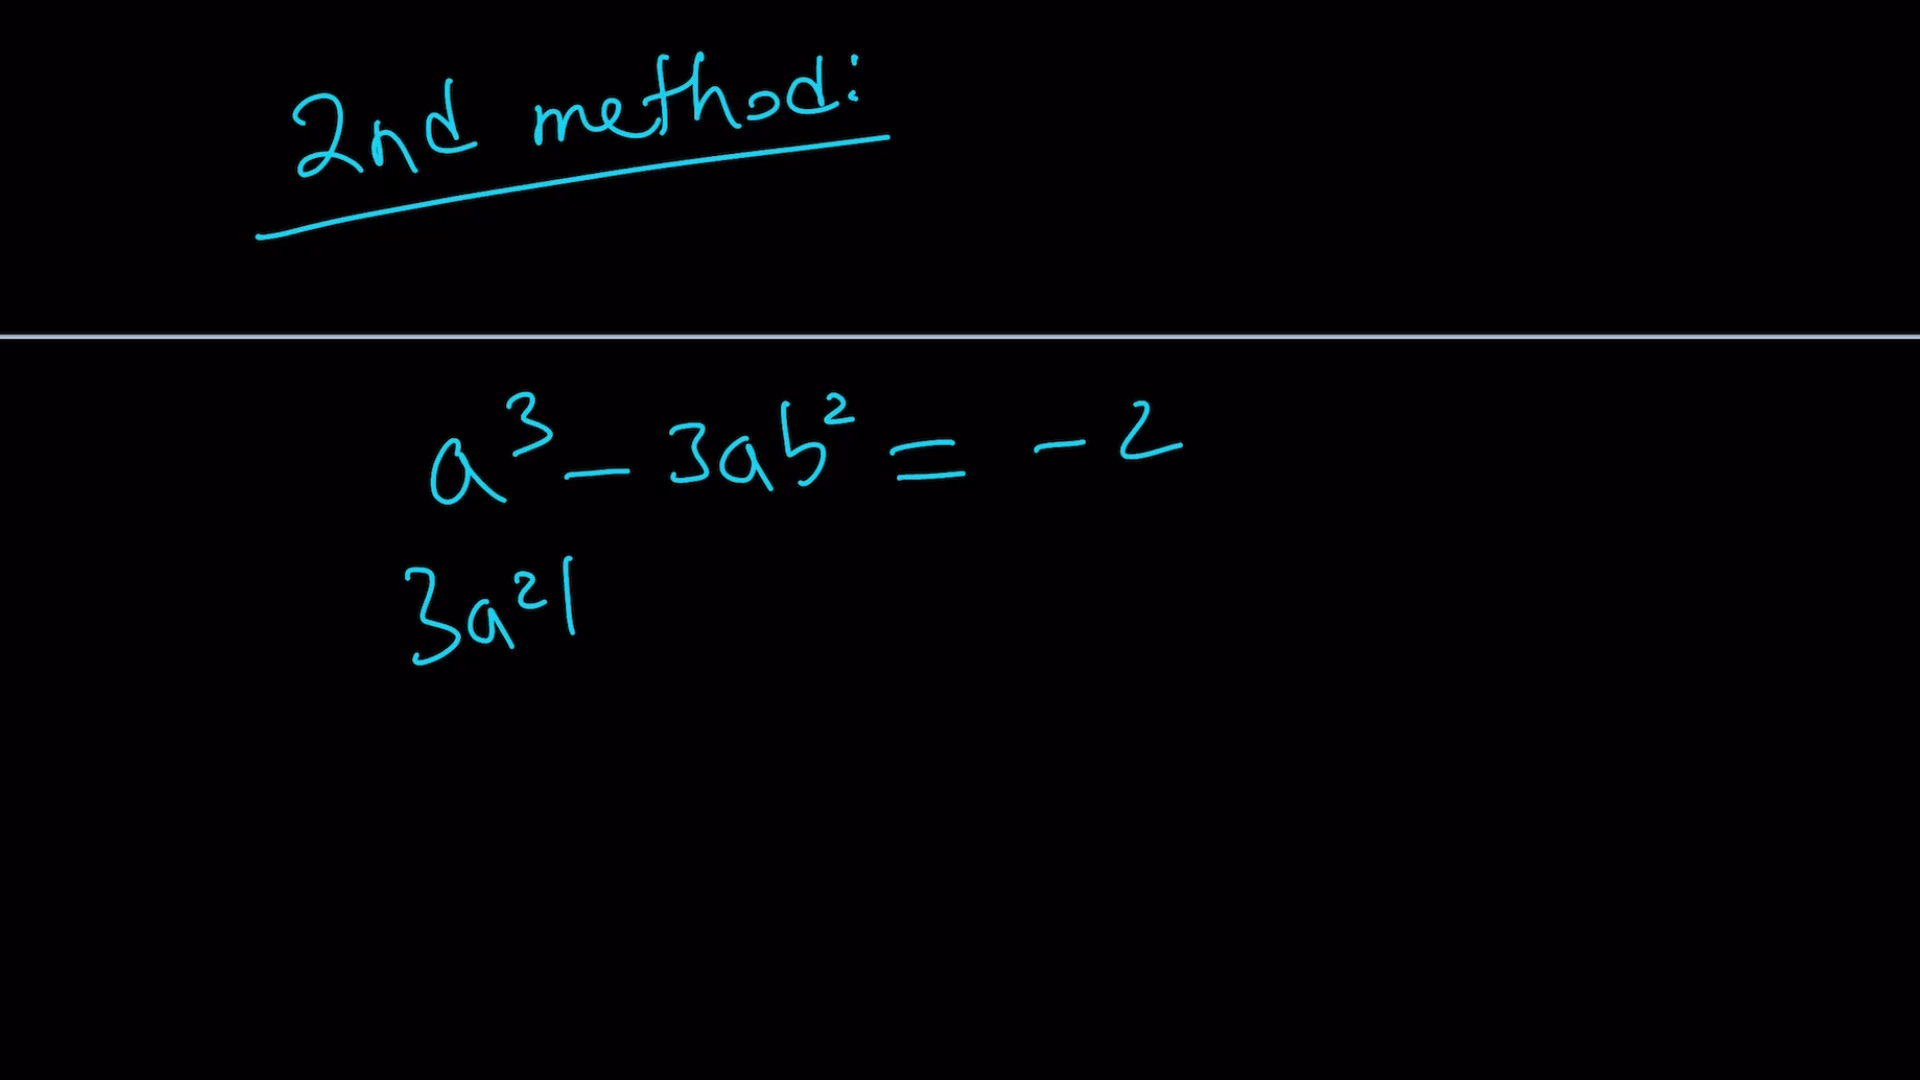 2nd method:
a³ - 3ab² = -2
3a²